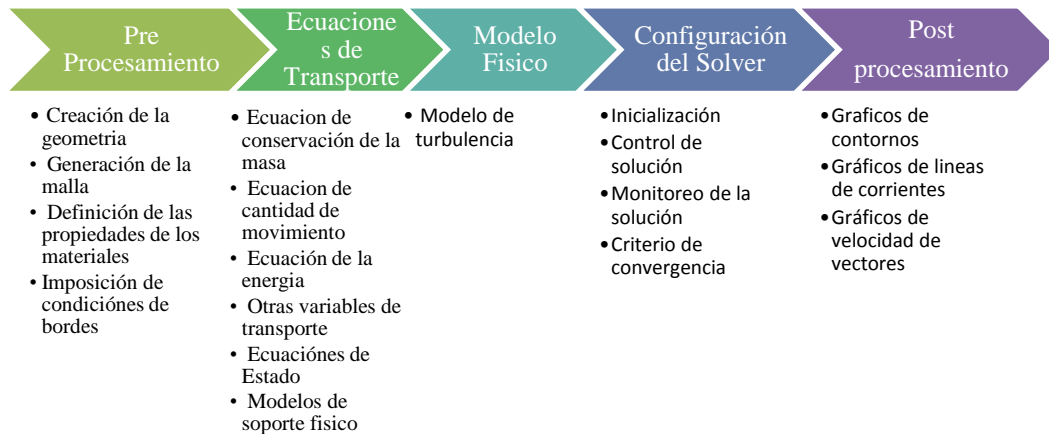 Pre
Procesamiento
• Creación de la
geometria
• Generación de la
malla
• Definición de las
propiedades de los
materiales
• Imposición de
condiciónes de
bordes
Ecuacione
s de
Transporte
• Ecuacion de
conservación de la
masa
• Ecuacion de
cantidad de
movimiento
• Ecuación de la
energia
• Otras variables de
transporte
• Ecuaciónes de
Estado
• Modelos de
soporte fisico
Modelo
Fisico
• Modelo de
turbulencia
Configuración
del Solver
•Inicialización
•Control de
solución
•Monitoreo de la
solución
•Criterio de
convergencia
Post
procesamiento
•Graficos de
contornos
•Gráficos de lineas
de corrientes
•Gráficos de
velocidad de
vectores